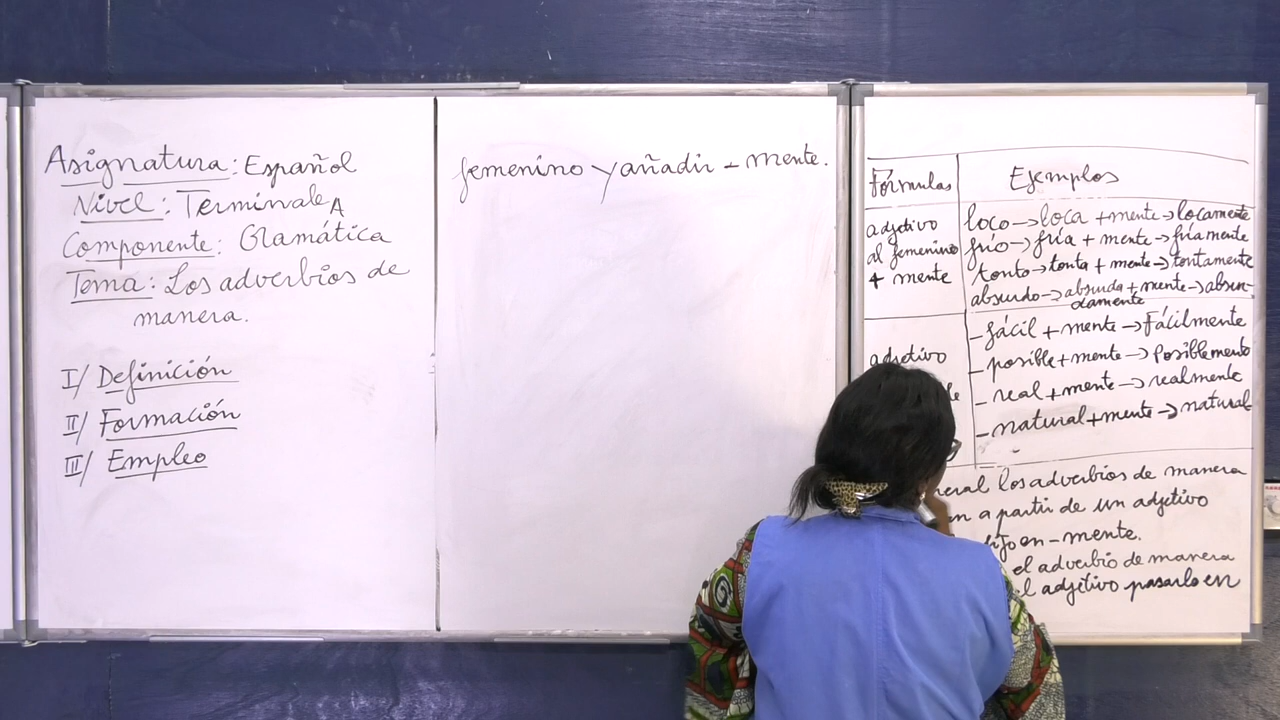 Asignatura: Español
Nivel: Terminale A
Componente: Gramática
Tema: Los adverbios de
manera.
I/ Definición
II/ Formación
III/ Empleo
femenino y añadir - mente.
Fórmulas Ejemplos
adjetivo
al femenino
+ mente
loco→loca +mente→locamente
frío→fría + mente→fríamente
tonto→tonta + mente→tontamente
absurdo→absurda+mente→absur-
damente
adjetivo
- fácil + mente→Fácilmente
- posible+mente→Posiblemente
- real+mente→realmente
- natural+mente→natural
los adverbios de manera
a partir de un adjetivo
en - mente.
el adverbio de manera
adjetivo pasarlo en